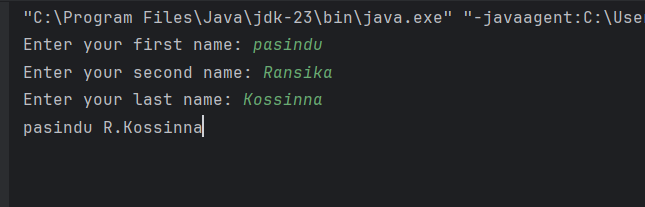 "C:\Program Files\Java\jdk-23\bin\java.exe" "-javaagent:C:\User
Enter your first name: pasindu
Enter your second name: Ransika
Enter your last name: Kossinna
pasindu R.Kossinna